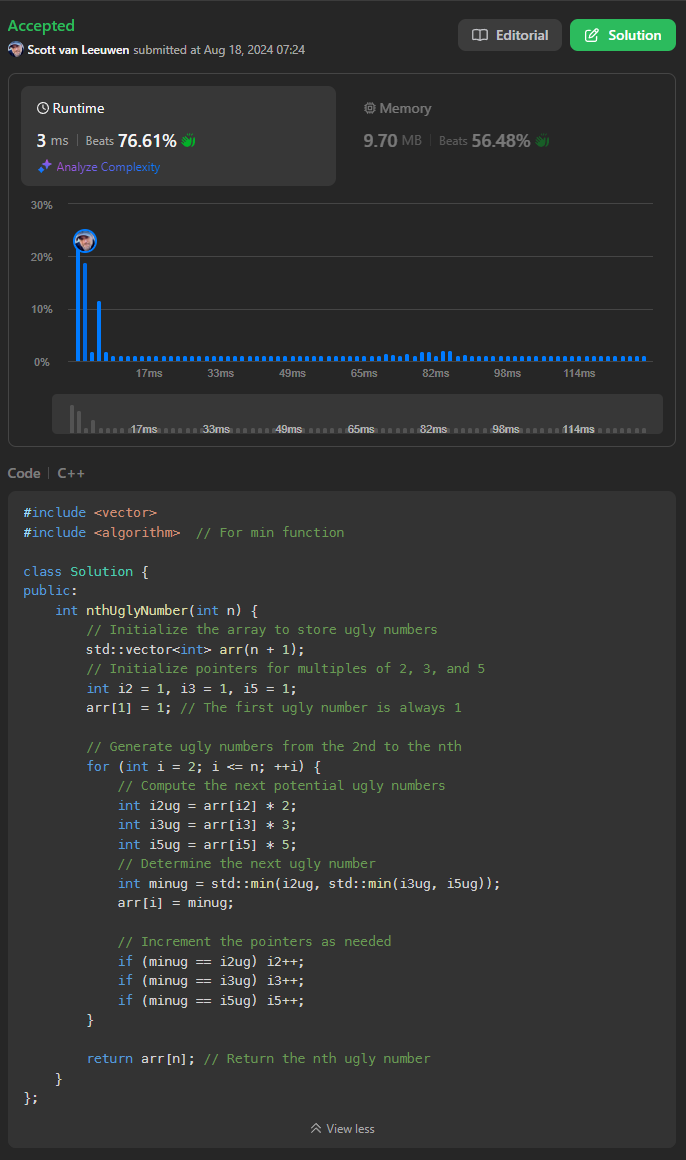 Accepted
Scott van Leeuwen submitted at Aug 18, 2024 07:24
Editorial
Solution
Runtime
3 ms | Beats 76.61%
Analyze Complexity
Memory
9.70 MB | Beats 56.48%
30%
20%
10%
0%
17ms 33ms 49ms 65ms 82ms 98ms 114ms
17ms 33ms 49ms 65ms 82ms 98ms 114ms
Code | C++
#include <vector>
#include <algorithm>  // For min function

class Solution {
public:
    int nthUglyNumber(int n) {
        // Initialize the array to store ugly numbers
        std::vector<int> arr(n + 1);
        // Initialize pointers for multiples of 2, 3, and 5
        int i2 = 1, i3 = 1, i5 = 1;
        arr[1] = 1; // The first ugly number is always 1

        // Generate ugly numbers from the 2nd to the nth
        for (int i = 2; i <= n; ++i) {
            // Compute the next potential ugly numbers
            int i2ug = arr[i2] * 2;
            int i3ug = arr[i3] * 3;
            int i5ug = arr[i5] * 5;
            // Determine the next ugly number
            int minug = std::min(i2ug, std::min(i3ug, i5ug));
            arr[i] = minug;

            // Increment the pointers as needed
            if (minug == i2ug) i2++;
            if (minug == i3ug) i3++;
            if (minug == i5ug) i5++;
        }

        return arr[n]; // Return the nth ugly number
    }
};
View less